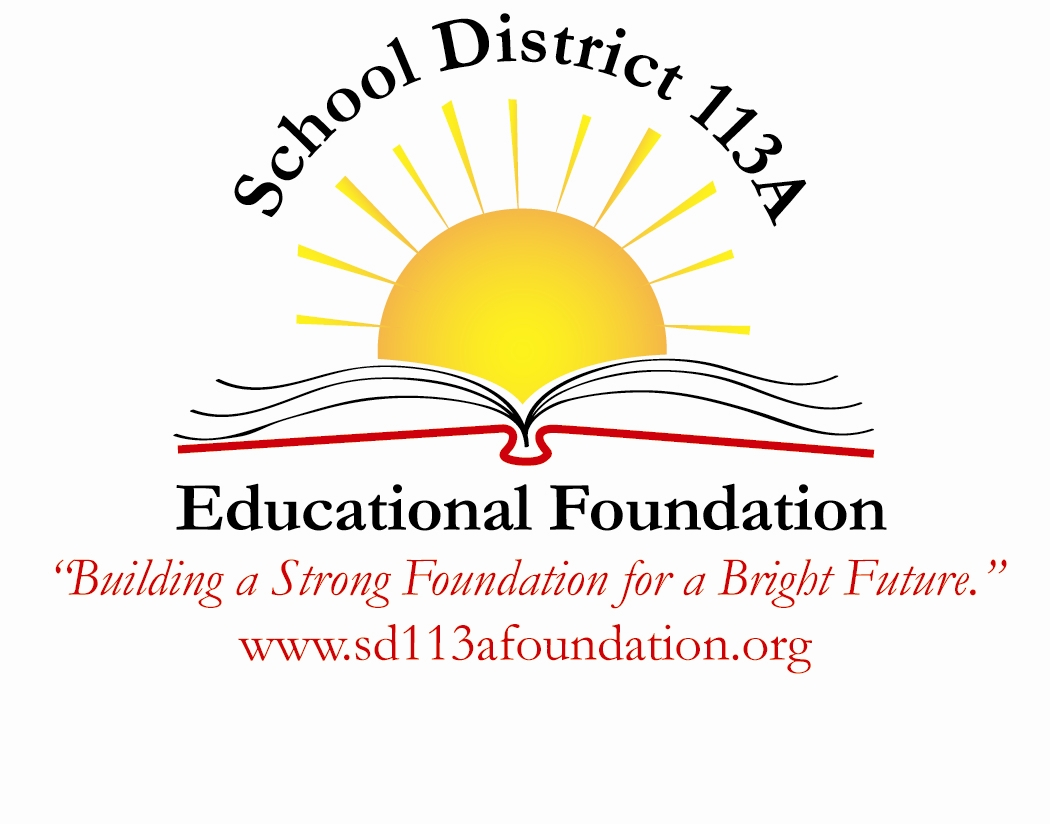 School District 113A
Educational Foundation
“Building a Strong Foundation for a Bright Future.”
www.sd113afoundation.org